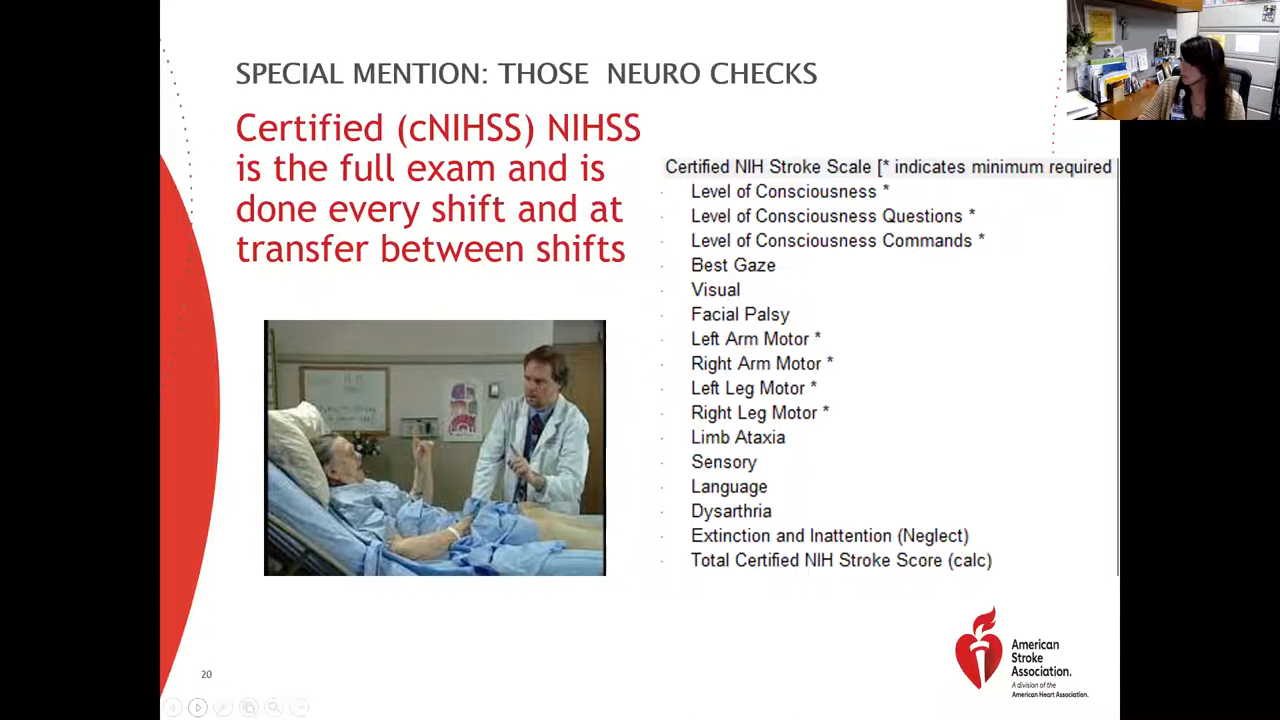 SPECIAL MENTION: THOSE NEURO CHECKS
Certified (cNIHSS) NIHSS
is the full exam and is
done every shift and at
transfer between shifts
Certified NIH Stroke Scale [* indicates minimum required
Level of Consciousness *
Level of Consciousness Questions *
Level of Consciousness Commands *
Best Gaze
Visual
Facial Palsy
Left Arm Motor *
Right Arm Motor *
Left Leg Motor *
Right Leg Motor *
Limb Ataxia
Sensory
Language
Dysarthria
Extinction and Inattention (Neglect)
Total Certified NIH Stroke Score (calc)
20
American
Stroke
Association.
A division of the
American Heart Association.